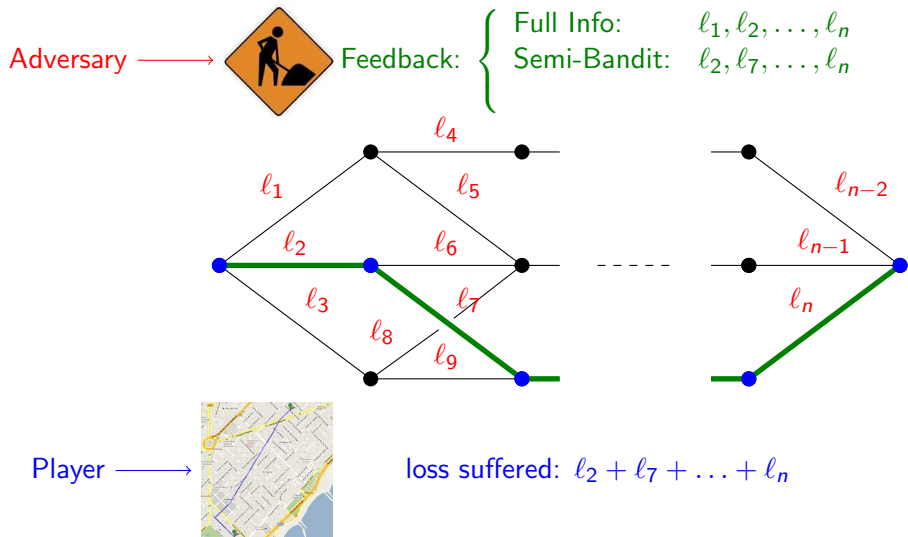 Adversary
Feedback: { Full Info: ℓ₁, ℓ₂, . . . , ℓₙ
Semi-Bandit: ℓ₂, ℓ₇, . . . , ℓₙ
ℓ₄
ℓ₁ ℓ₅ ℓₙ₋₂
ℓ₂ ℓ₆ ℓₙ₋₁
ℓ₃ ℓ₇ ℓₙ
ℓ₈
ℓ₉
Player
loss suffered: ℓ₂ + ℓ₇ + . . . + ℓₙ